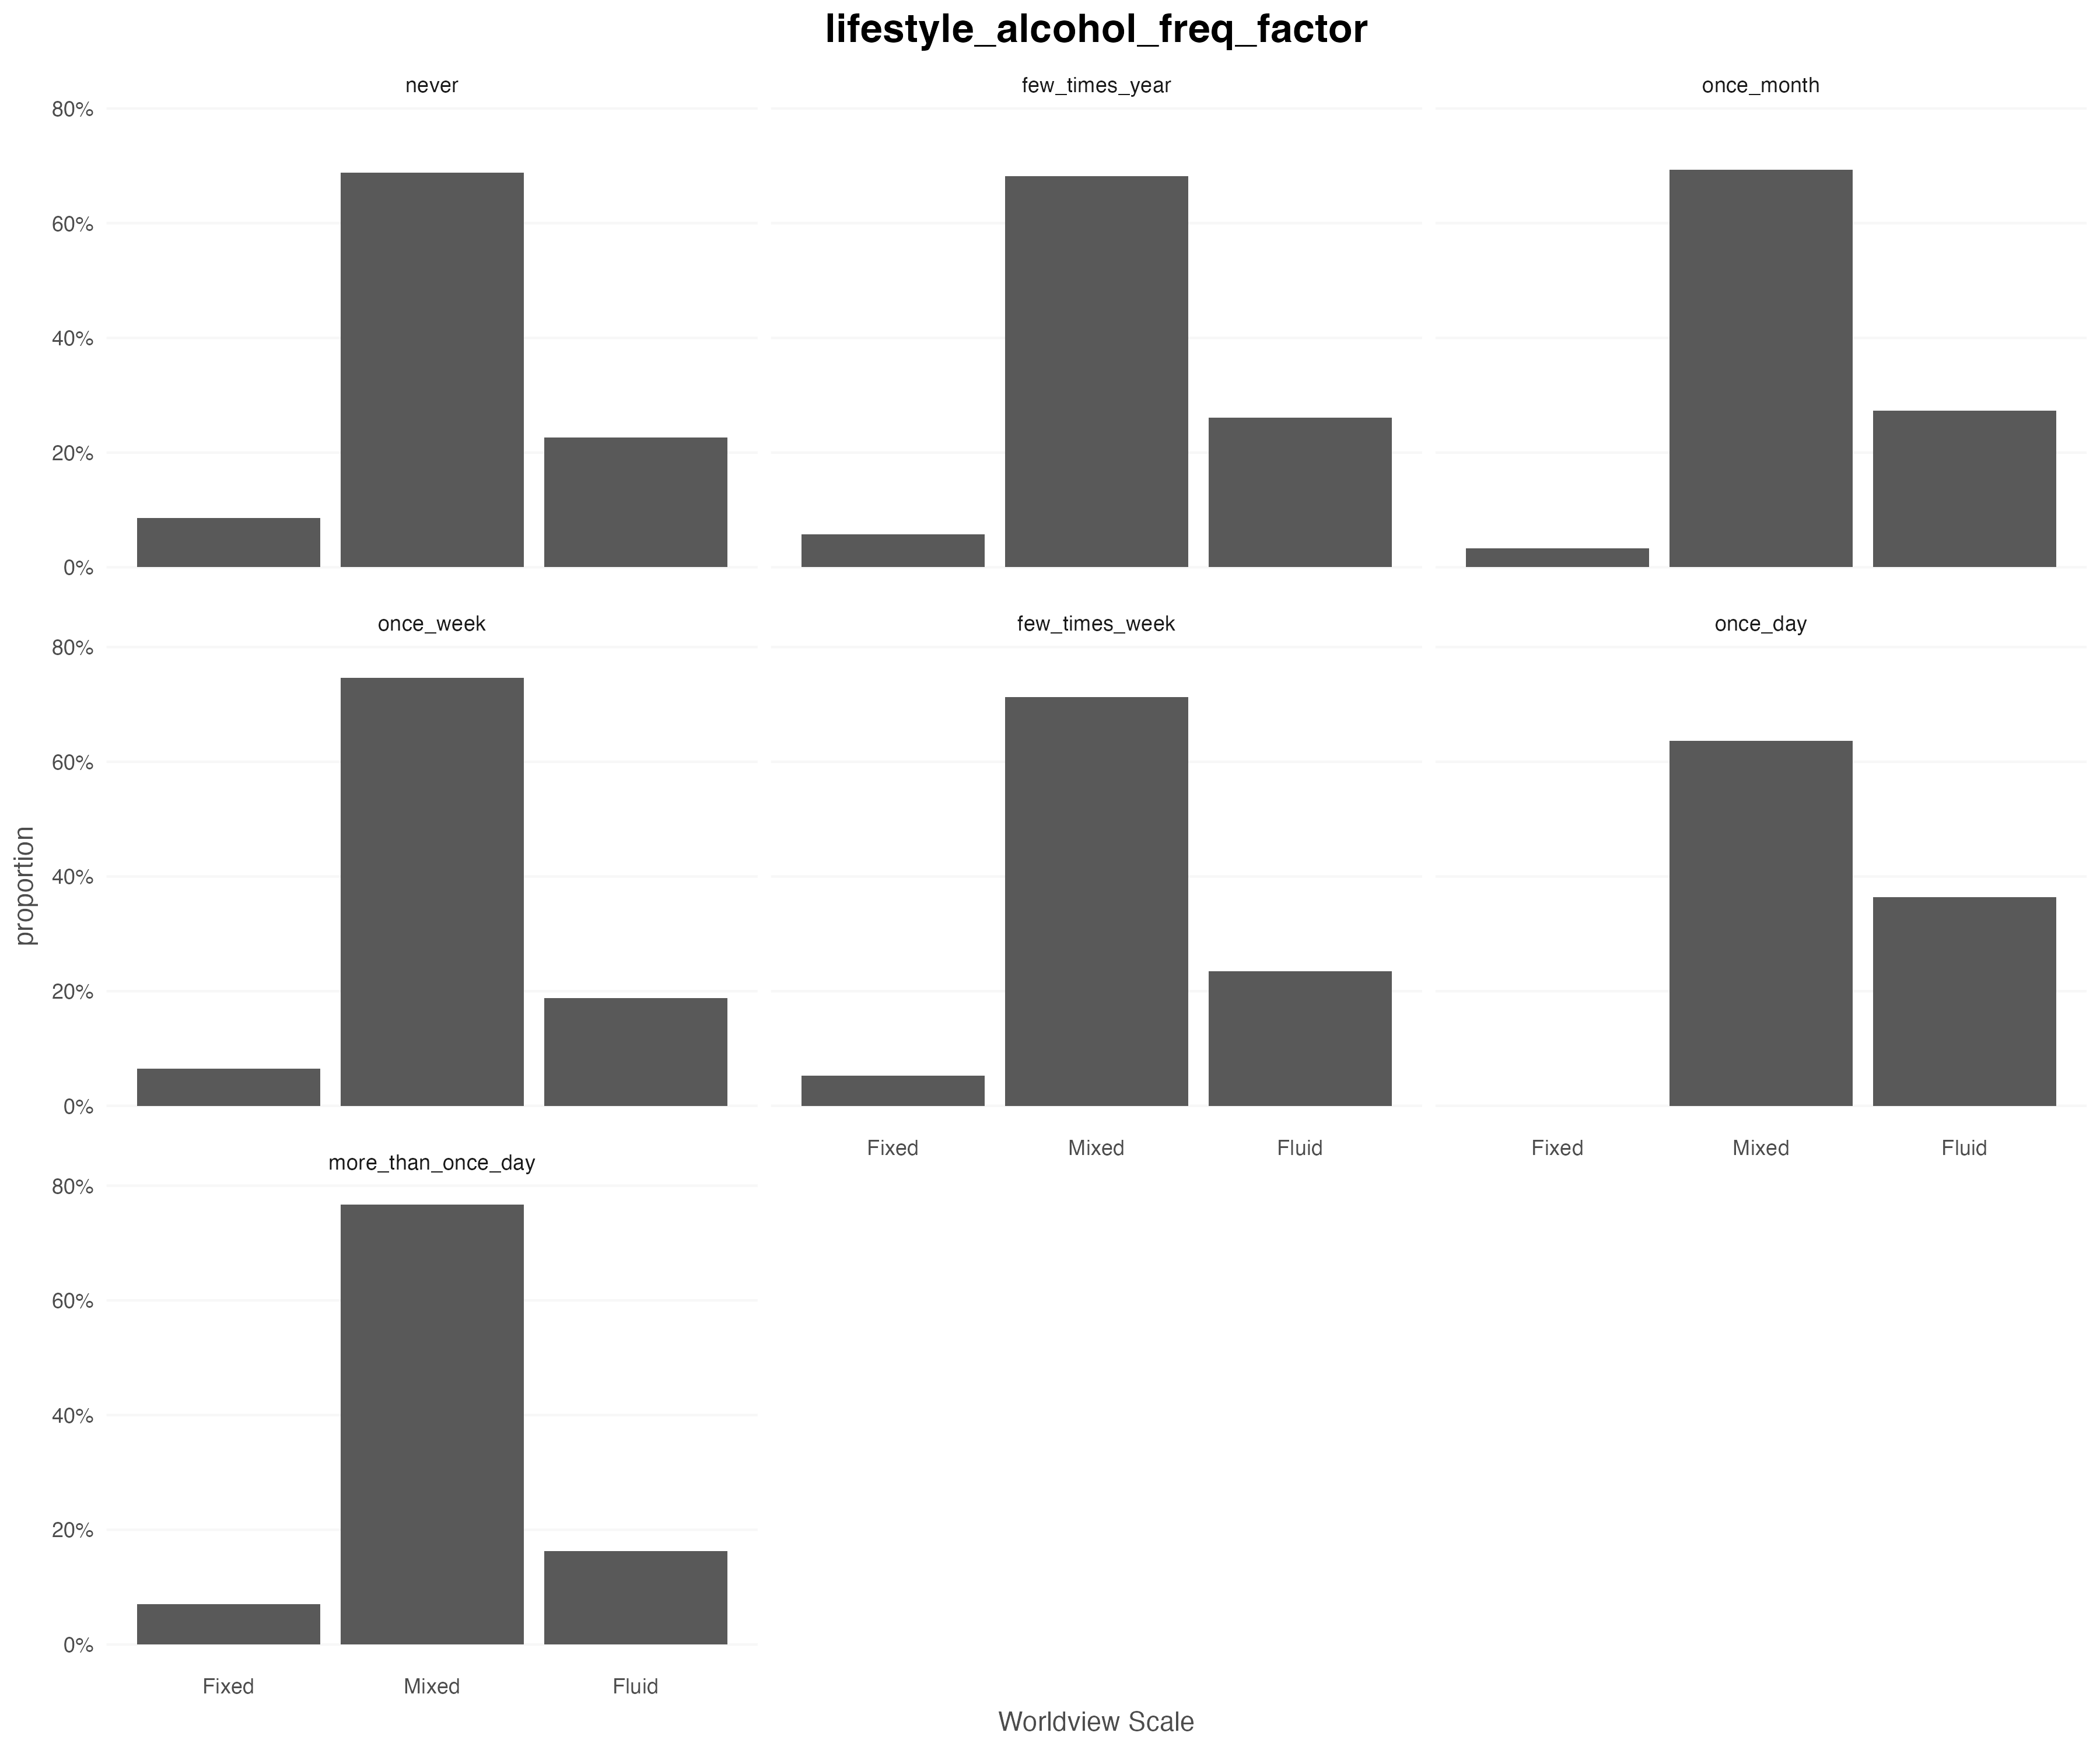 lifestyle_alcohol_freq_factor
never
few_times_year
once_month
80%
60%
40%
20%
0%
once_week
few_times_week
once_day
80%
60%
40%
20%
0%
Fixed Mixed Fluid
Fixed Mixed Fluid
more_than_once_day
80%
60%
40%
20%
0%
Fixed Mixed Fluid
proportion
Worldview Scale